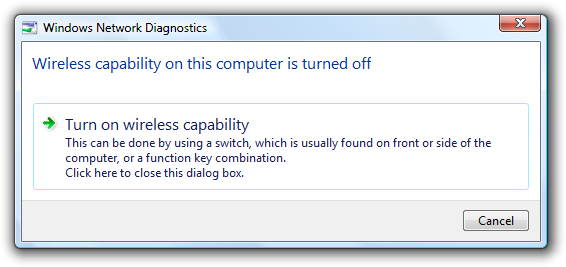 Windows Network Diagnostics
Wireless capability on this computer is turned off
Turn on wireless capability
This can be done by using a switch, which is usually found on front or side of the
computer, or a function key combination.
Click here to close this dialog box.
Cancel